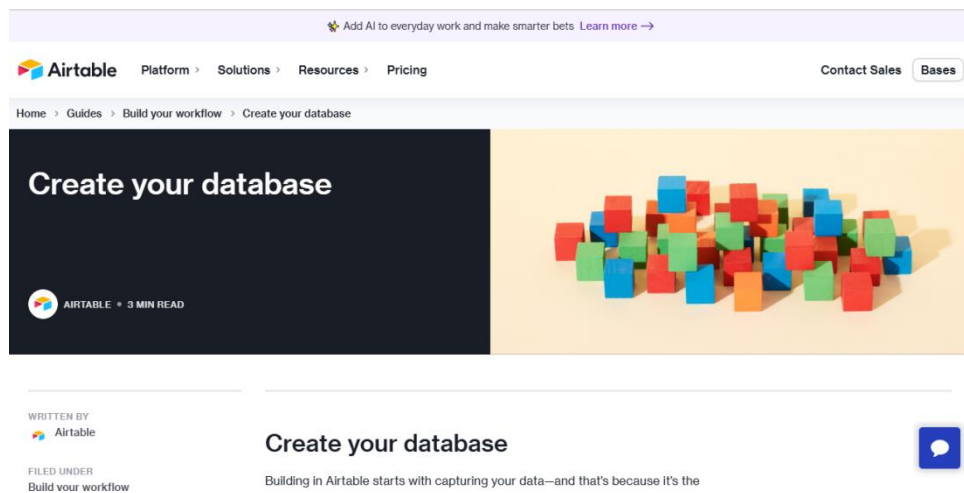 Add AI to everyday work and make smarter bets Learn more →
Airtable Platform > Solutions > Resources > Pricing Contact Sales Bases
Home > Guides > Build your workflow > Create your database
Create your database
AIRTABLE • 3 MIN READ
WRITTEN BY
Airtable
FILED UNDER
Build your workflow
Create your database
Building in Airtable starts with capturing your data—and that's because it's the